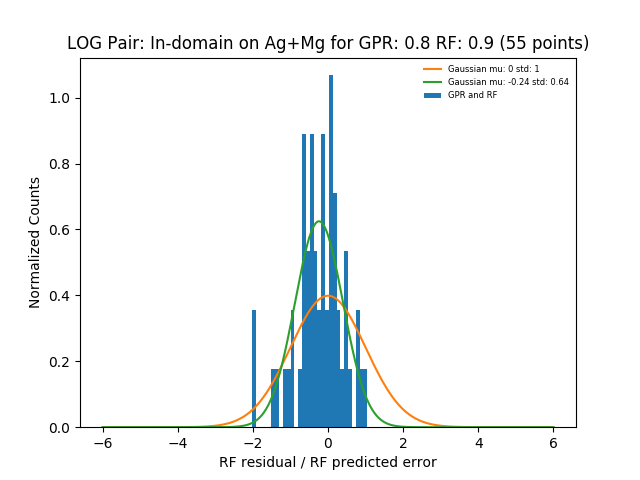 LOG Pair: In-domain on Ag+Mg for GPR: 0.8 RF: 0.9 (55 points)
Gaussian mu: 0 std: 1
Gaussian mu: -0.24 std: 0.64
GPR and RF
Normalized Counts
1.0
0.8
0.6
0.4
0.2
0.0
−6
−4
−2
0
2
4
6
RF residual / RF predicted error